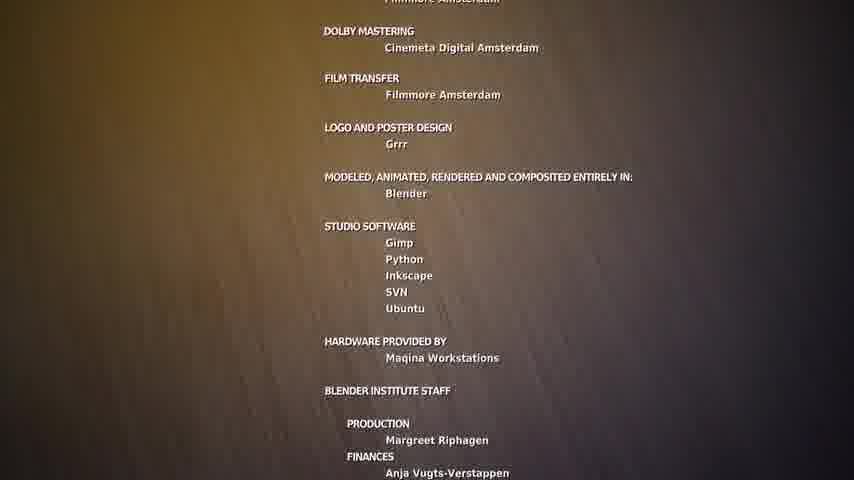 Filmmore Amsterdam
DOLBY MASTERING
Cinemeta Digital Amsterdam
FILM TRANSFER
Filmmore Amsterdam
LOGO AND POSTER DESIGN
Grrr
MODELED, ANIMATED, RENDERED AND COMPOSITED ENTIRELY IN:
Blender
STUDIO SOFTWARE
Gimp
Python
Inkscape
SVN
Ubuntu
HARDWARE PROVIDED BY
Maqina Workstations
BLENDER INSTITUTE STAFF
PRODUCTION
Margreet Riphagen
FINANCES
Anja Vugts-Verstappen